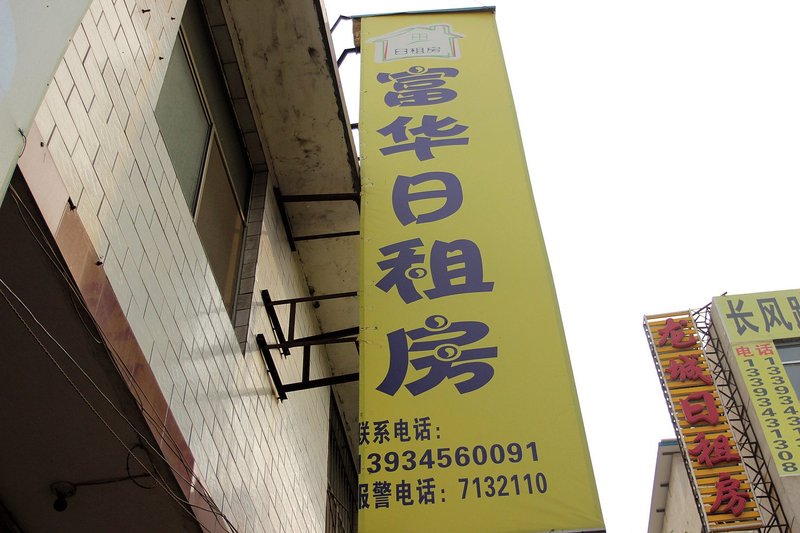 日租房
富华日租房
联系电话:
13934560091
报警电话: 7132110
龙城日租房
长风
电话
13393431308